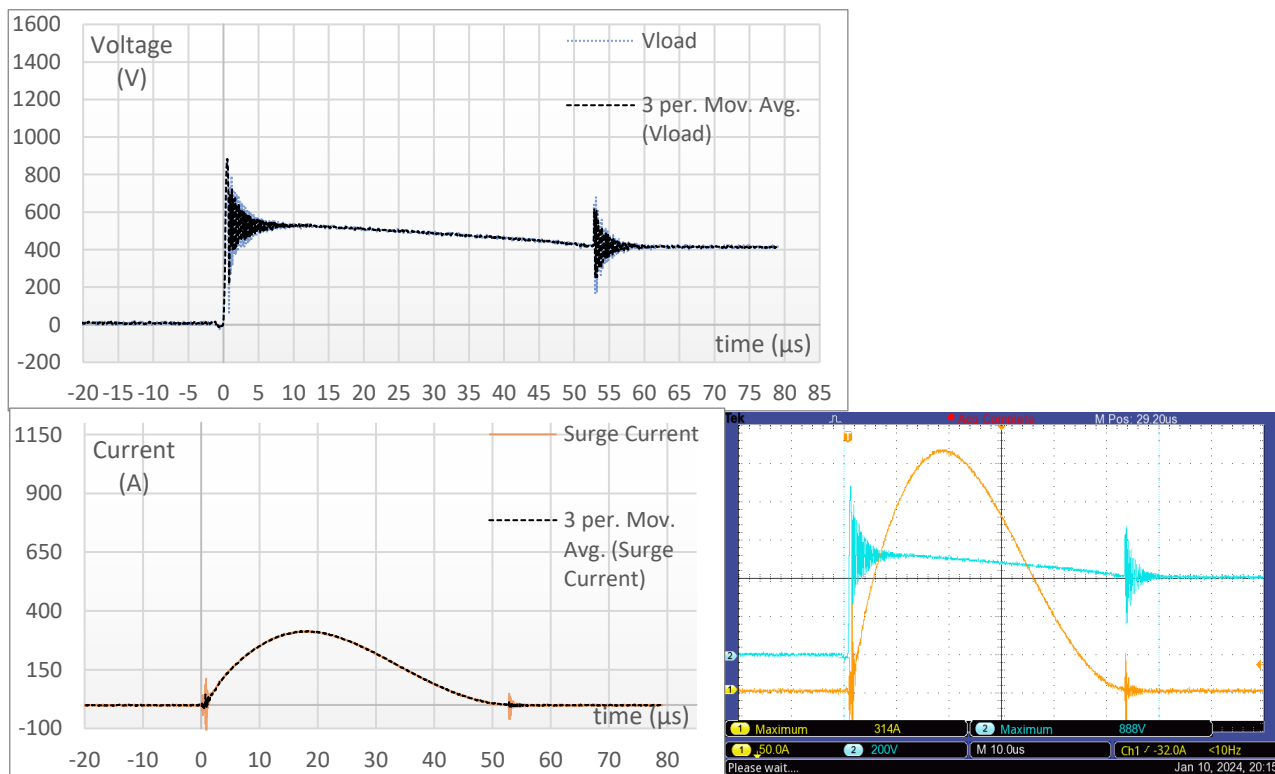 1600
1400
1200
1000
800
600
400
200
0
-200
Voltage
(V)
Vload
3 per. Mov. Avg.
(Vload)
time (µs)
-20 -15 -10 -5 0 5 10 15 20 25 30 35 40 45 50 55 60 65 70 75 80 85
1150
900
650
400
150
-100
Current
(A)
Surge Current
3 per. Mov.
Avg. (Surge
Current)
time (µs)
-20 -10 0 10 20 30 40 50 60 70 80
Tek
M Pos: 29.20us
T
2
1
1 Maximum 314A
2 Maximum 888V
1 50.0A
2 200V
M 10.0us
Ch1 -32.0A
<10Hz
Please wait....
Jan 10, 2024, 20:15